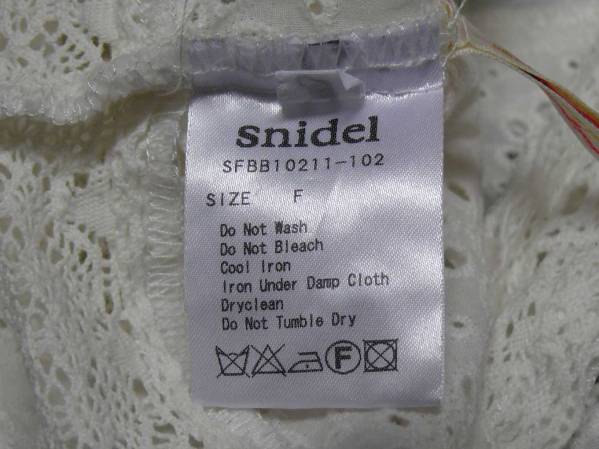 snidel
SFBB10211-102
SIZE F
Do Not Wash
Do Not Bleach
Cool Iron
Iron Under Damp Cloth
Dryclean
Do Not Tumble Dry
F